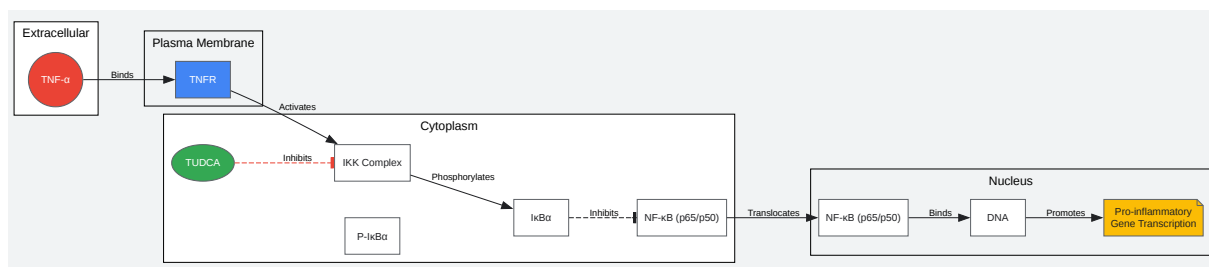 Extracellular
TNF-α
Binds
Plasma Membrane
TNFR
Activates
Cytoplasm
TUDCA
Inhibits
IKK Complex
Phosphorylates
P-IκBα
IκBα
Inhibits
NF-κB (p65/p50)
Translocates
Nucleus
NF-κB (p65/p50)
Binds
DNA
Promotes
Pro-inflammatory
Gene Transcription